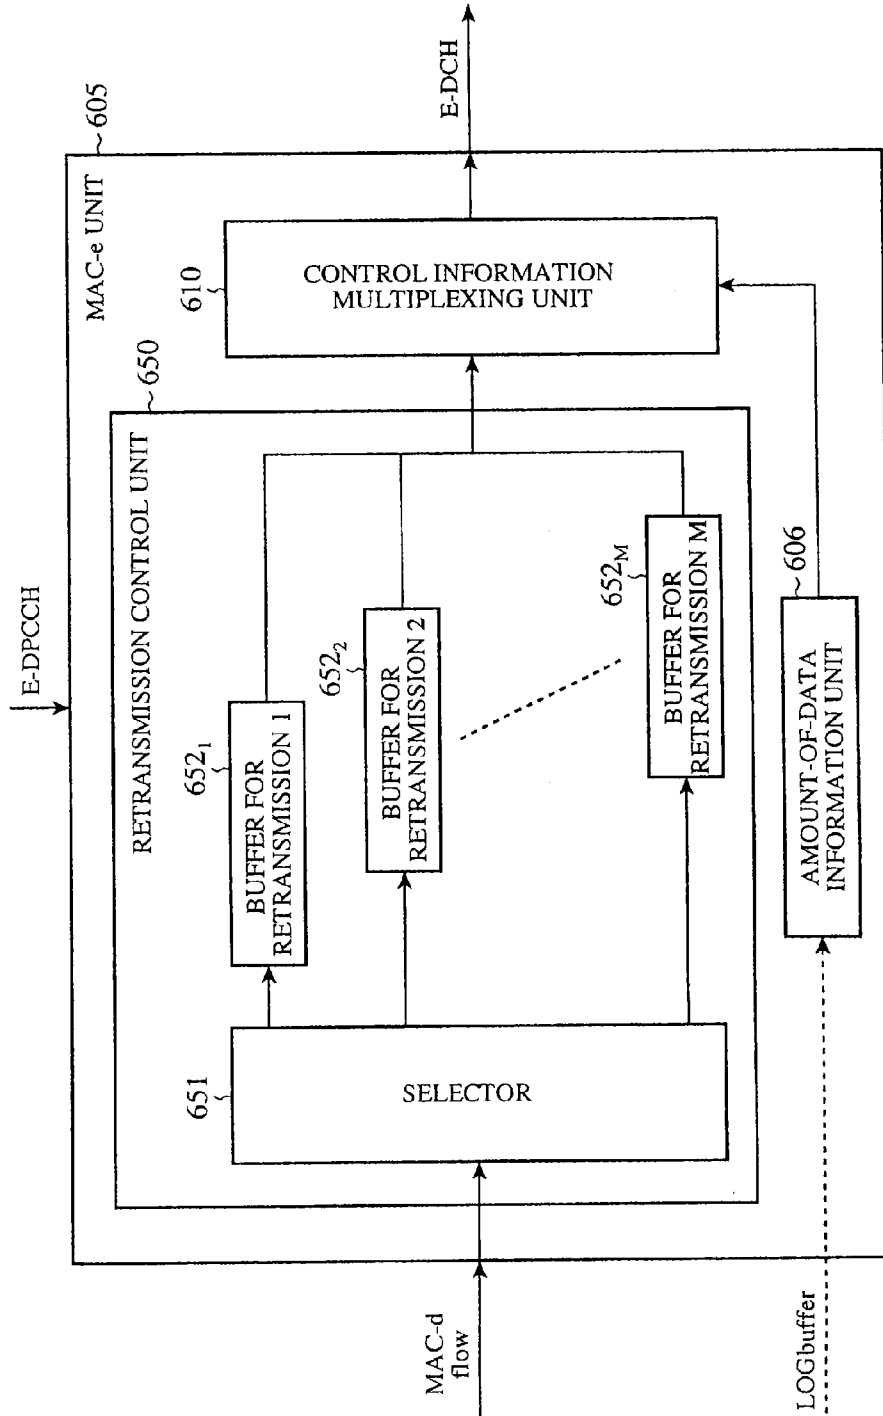 E-DPCCH
MAC-e UNIT
605
RETRANSMISSION CONTROL UNIT
650
MAC-d
flow
651
SELECTOR
652₁
BUFFER FOR
RETRANSMISSION 1
652₂
BUFFER FOR
RETRANSMISSION 2
652M
BUFFER FOR
RETRANSMISSION M
610
CONTROL INFORMATION
MULTIPLEXING UNIT
E-DCH
LOGbuffer
606
AMOUNT-OF-DATA
INFORMATION UNIT